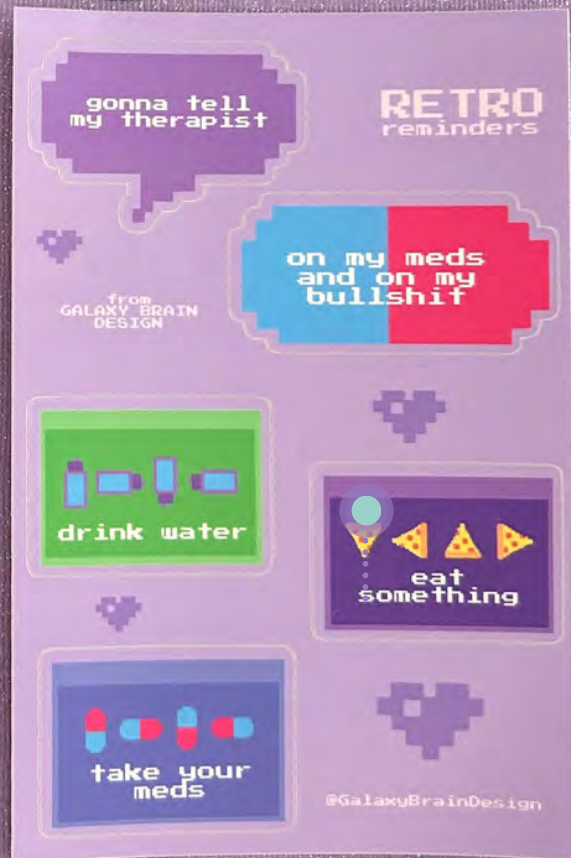 gonna tell
my therapist
RETRO
reminders
on my meds
and on my
bullshit
from
GALAXY BRAIN
DESIGN
drink water
eat
something
take your
meds
@GalaxyBrainDesign